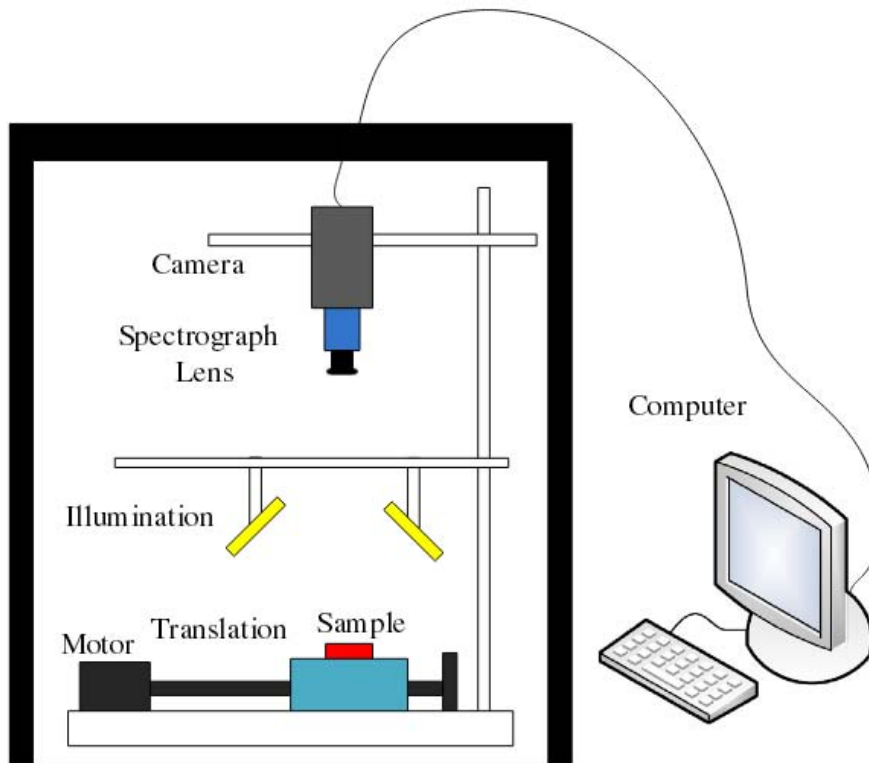 Camera
Spectrograph
Lens
Computer
Illumination
Motor
Translation
Sample